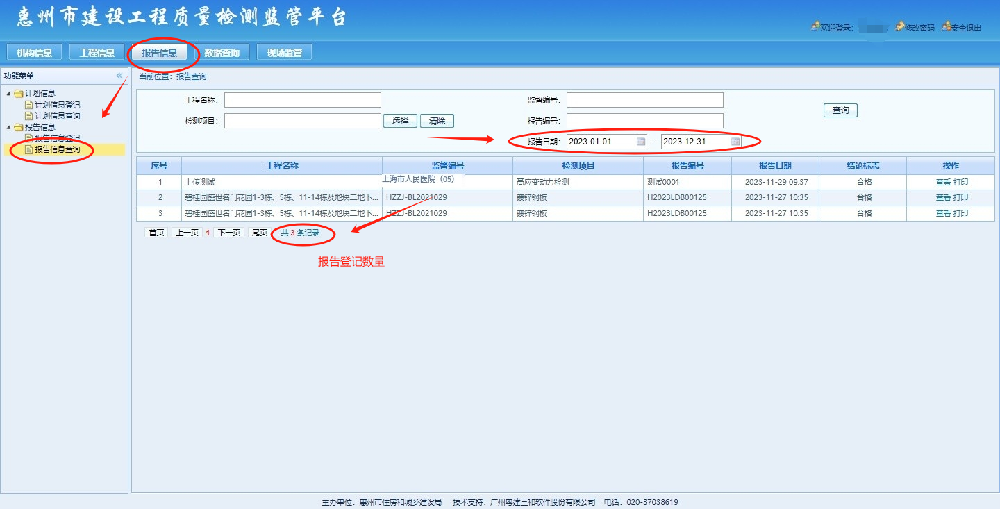 惠州市建设工程质量检测监管平台
欢迎登录： 修改密码 安全退出
机构信息 工程信息 报告信息 数据查询 现场监管
功能菜单
当前位置：报告查询
计划信息
计划信息登记
计划信息查询
报告信息
报告信息登记
报告信息查询
工程名称： 监督编号：
查询
检测项目： 选择 清除 报告编号：
报告日期： 2023-01-01 --- 2023-12-31
序号 工程名称 监督编号 检测项目 报告编号 报告日期 结论标志 操作
1 上传测试 上海市人民医院（05） 高应变动力检测 测试0001 2023-11-29 09:37 合格 查看 打印
2 碧桂园盛世名门花园1-3栋、5栋、11-14栋及地块二地下... HZZJ-BL2021029 镀锌钢板 H2023LDB00125 2023-11-27 10:35 合格 查看 打印
3 碧桂园盛世名门花园1-3栋、5栋、11-14栋及地块二地下... HZZJ-BL2021029 镀锌钢板 H2023LDB00125 2023-11-27 10:35 合格 查看 打印
首页 上一页 1 下一页 尾页 共 3 条记录
报告登记数量
主办单位：惠州市住房和城乡建设局 技术支持：广州粤建三和软件股份有限公司 电话：020-37038619